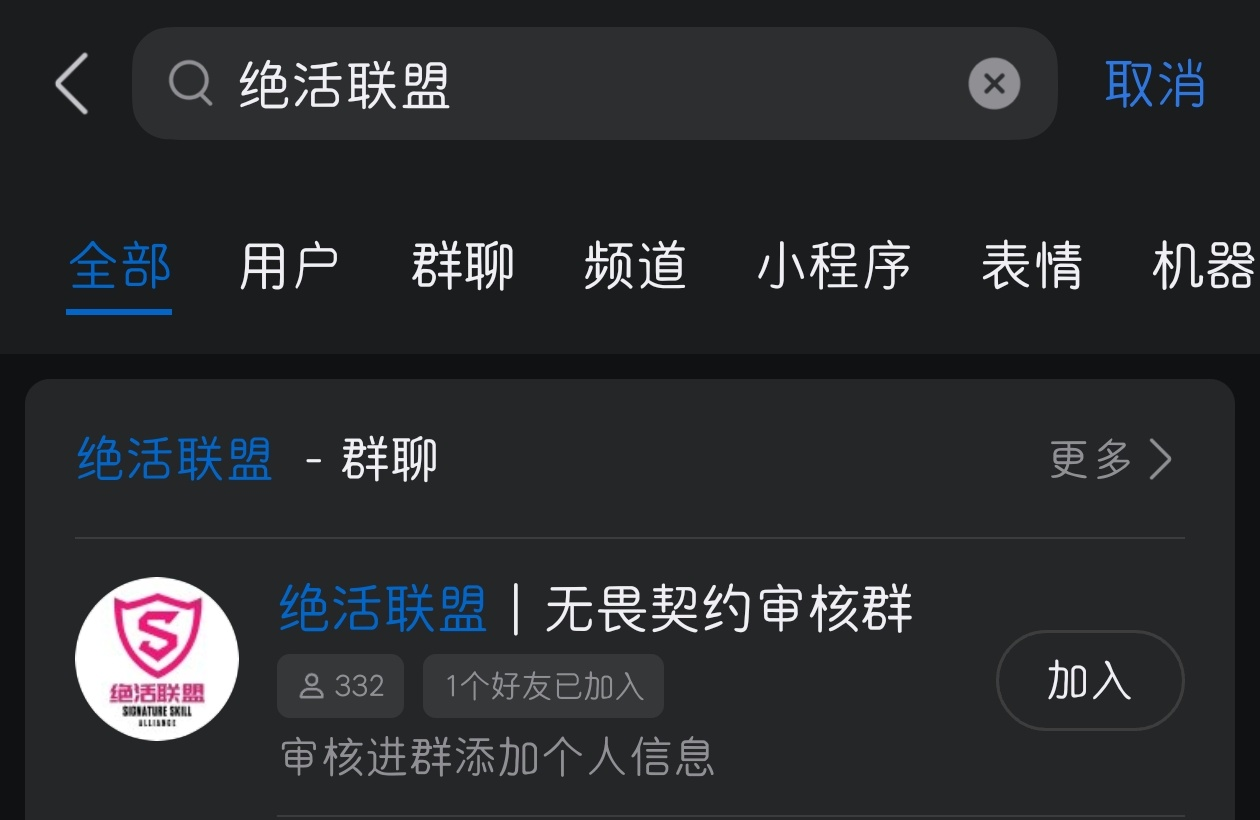 绝活联盟 取消
全部 用户 群聊 频道 小程序 表情 机器
绝活联盟 - 群聊 更多
绝活联盟｜无畏契约审核群
332 1个好友已加入
加入
审核进群添加个人信息
S
绝活联盟
SIGNATURE SKILL
ALLIANCE